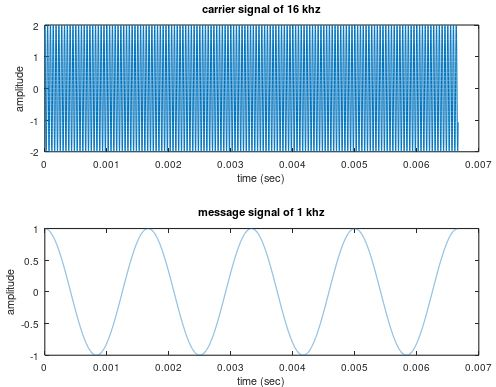 carrier signal of 16 khz
2
1
0
-1
-2
amplitude
0 0.001 0.002 0.003 0.004 0.005 0.006 0.007
time (sec)
message signal of 1 khz
1
0.5
0
-0.5
-1
amplitude
0 0.001 0.002 0.003 0.004 0.005 0.006 0.007
time (sec)